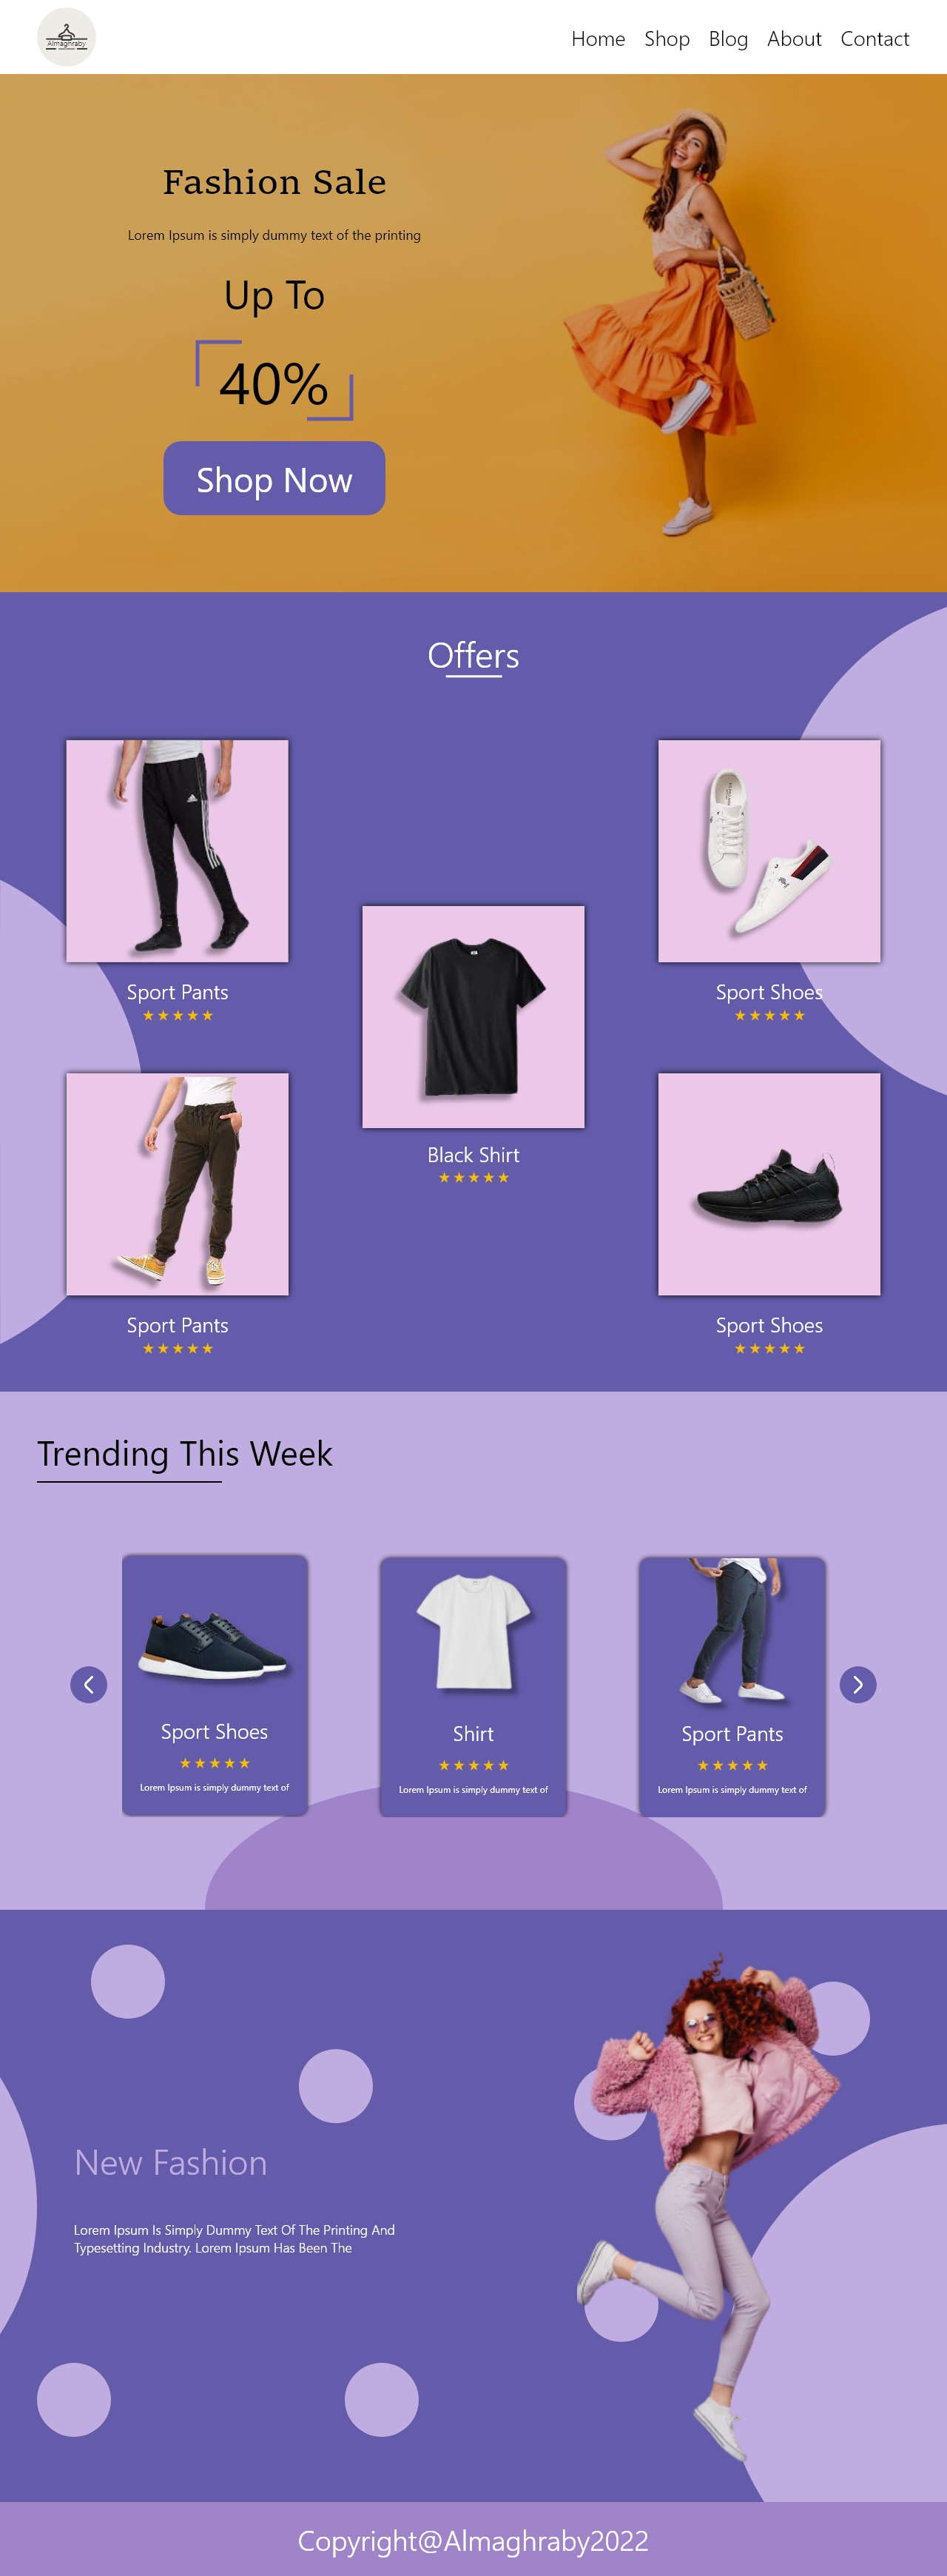 Almaghraby
Home Shop Blog About Contact
Fashion Sale
Lorem Ipsum is simply dummy text of the printing
Up To
40%
Shop Now
Offers
Sport Pants
Sport Shoes
Black Shirt
Sport Pants
Sport Shoes
Trending This Week
Sport Shoes
Lorem Ipsum is simply dummy text of
Shirt
Lorem Ipsum is simply dummy text of
Sport Pants
Lorem Ipsum is simply dummy text of
New Fashion
Lorem Ipsum Is Simply Dummy Text Of The Printing And
Typesetting Industry. Lorem Ipsum Has Been The
Copyright@Almaghraby2022